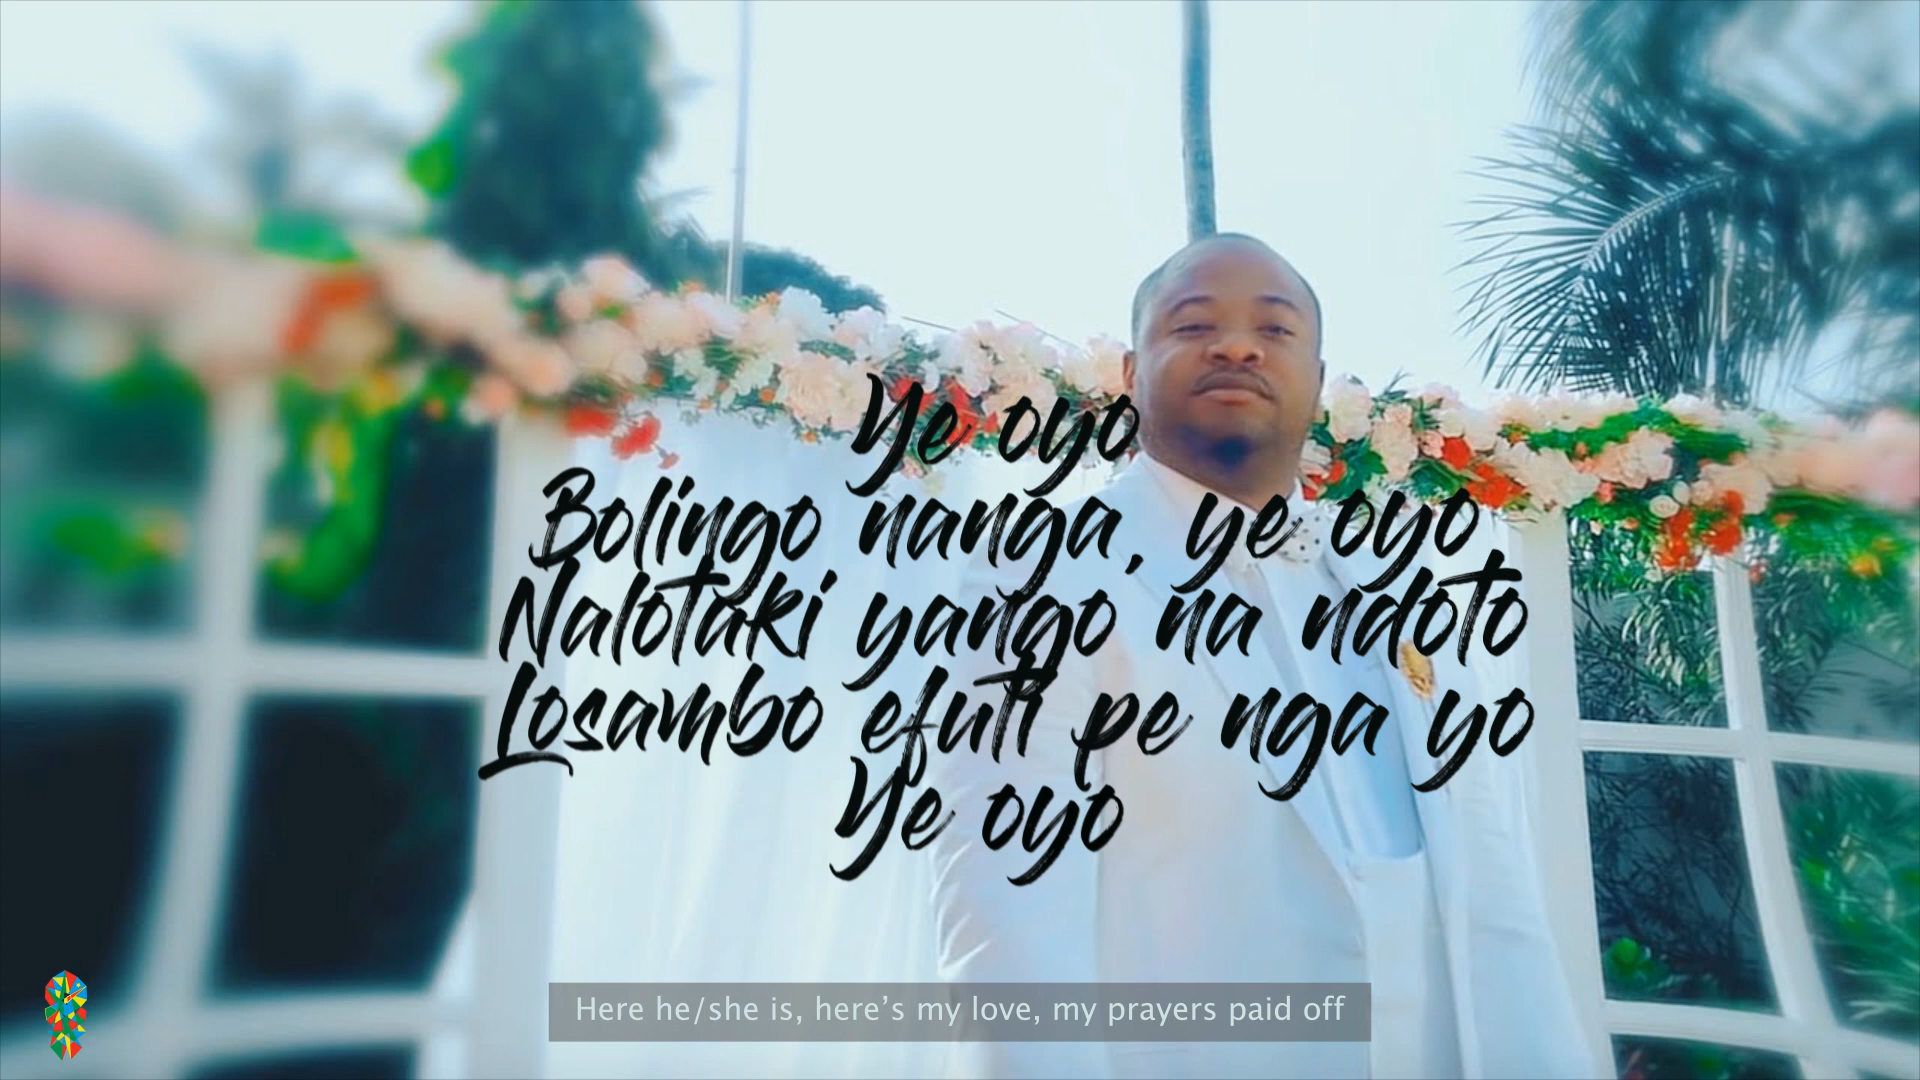 Ye oyo
Bolingo nanga, ye oyo
Nalotaki yango na ndoto
Losambo efuti pe nga yo
Ye oyo
Here he/she is, here’s my love, my prayers paid off